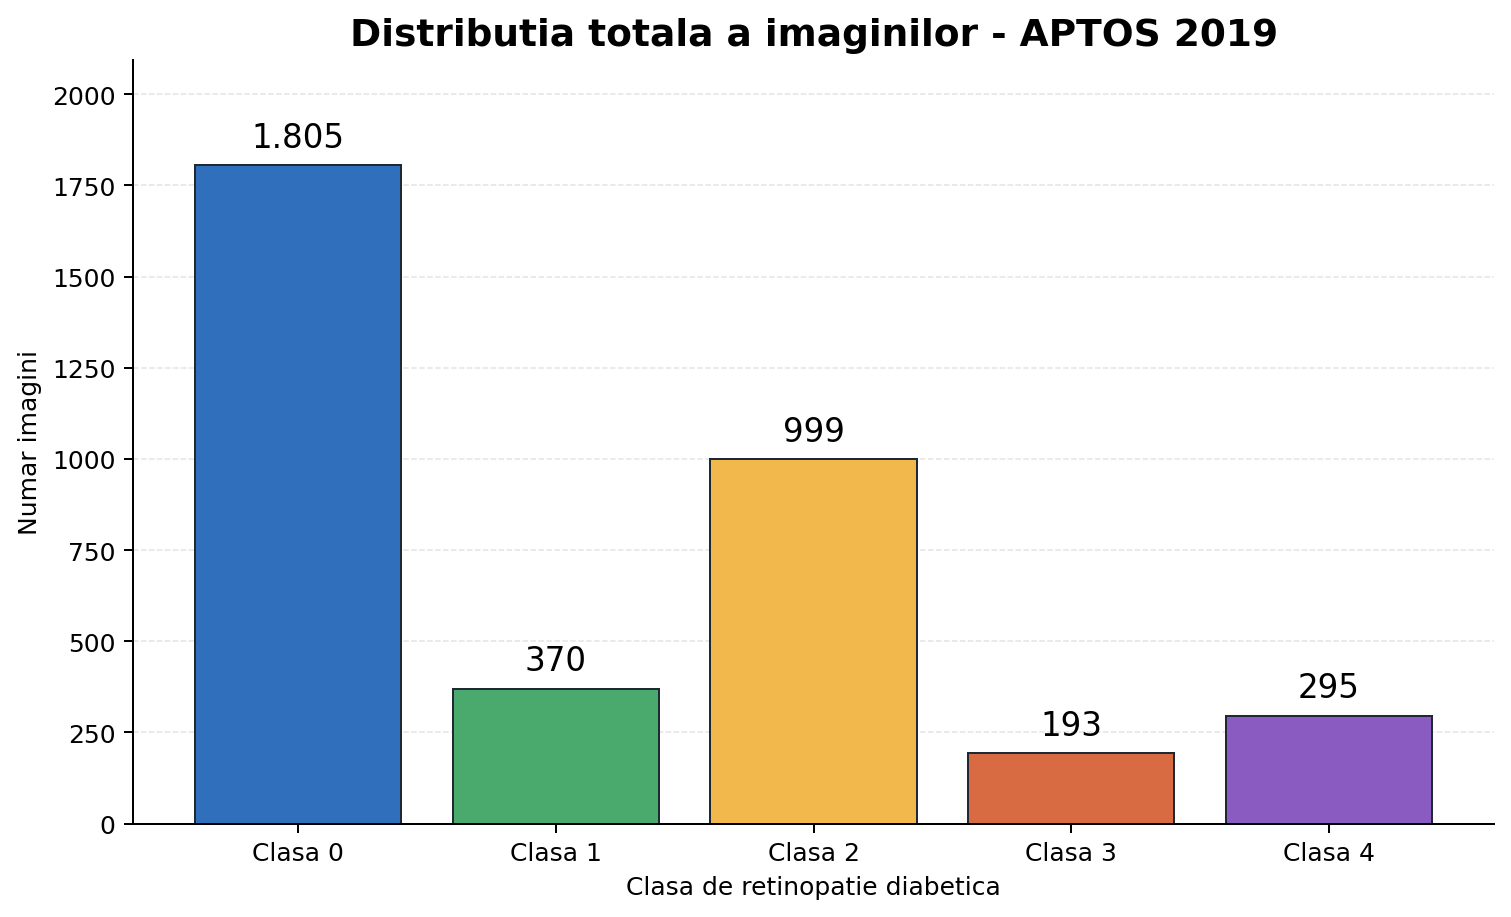 Distributia totala a imaginilor - APTOS 2019
Numar imagini
2000
1750
1500
1250
1000
750
500
250
0
1.805
370
999
193
295
Clasa 0
Clasa 1
Clasa 2
Clasa 3
Clasa 4
Clasa de retinopatie diabetica